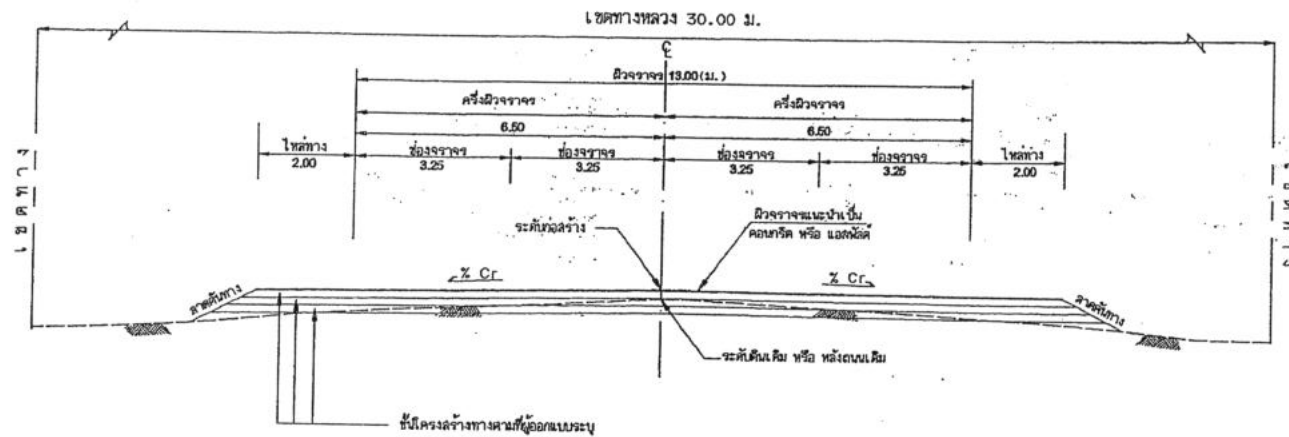 เขตทางหลวง 30.00 ม.
℄
ผิวจราจร 13.00(ม.)
ครึ่งผิวจราจร
ครึ่งผิวจราจร
6.50
6.50
ไหล่ทาง
2.00
ช่องจราจร
3.25
ช่องจราจร
3.25
ช่องจราจร
3.25
ช่องจราจร
3.25
ไหล่ทาง
2.00
เขตทาง
เขตทาง
ระดับก่อสร้าง
ผิวจราจรแนะนำเป็น
คอนกรีต หรือ แอสฟัลต์
% Cr
% Cr
ลาดคันทาง
ลาดคันทาง
ระดับดินเดิม หรือ หลังถนนเดิม
ชั้นโครงสร้างทางตามที่ผู้ออกแบบระบุ